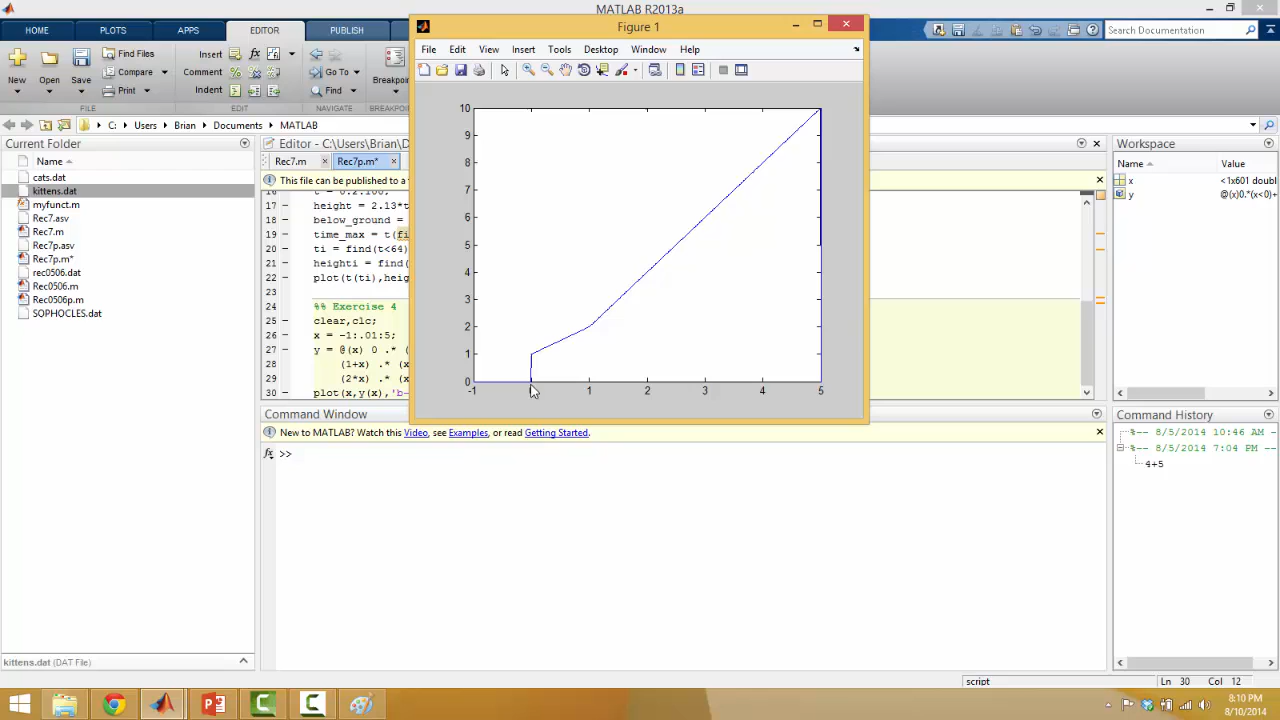 MATLAB R2013a
HOME PLOTS APPS EDITOR PUBLISH
Search Documentation
New Open Save
Find Files
Compare
Print
Insert
Comment
Indent
Go To
Find
Breakpoin
FILE EDIT NAVIGATE BREAKPOI
C: Users Brian Documents MATLAB
Current Folder
Name
cats.dat
kittens.dat
myfunct.m
Rec7.asv
Rec7.m
Rec7p.asv
Rec7p.m*
rec0506.dat
Rec0506.m
Rec0506p.m
SOPHOCLES.dat
kittens.dat (DAT File)
Editor - C:\Users\Brian\D
Rec7.m Rec7p.m*
This file can be published to a
16 t = 0:2:100;
17 height = 2.13*t
18 below_ground =
19 time_max = t(fi
20 ti = find(t<64)
21 heighti = find(
22 plot(t(ti),heig
23
24 %% Exercise 4
25 clear,clc;
26 x = -1:.01:5;
27 y = @(x) 0 .* (
28 (1+x) .* (x
29 (2*x) .* (x
30 plot(x,y(x),'b-
Figure 1
File Edit View Insert Tools Desktop Window Help
10
9
8
7
6
5
4
3
2
1
0
-1 0 1 2 3 4 5
Command Window
New to MATLAB? Watch this Video, see Examples, or read Getting Started.
fx >>
Workspace
Name Value
x <1x601 doubl
y @(x)0.*(x<0)+
Command History
%-- 8/5/2014 10:46 AM --
%-- 8/5/2014 7:04 PM --
4+5
script Ln 30 Col 12
8:10 PM
8/10/2014